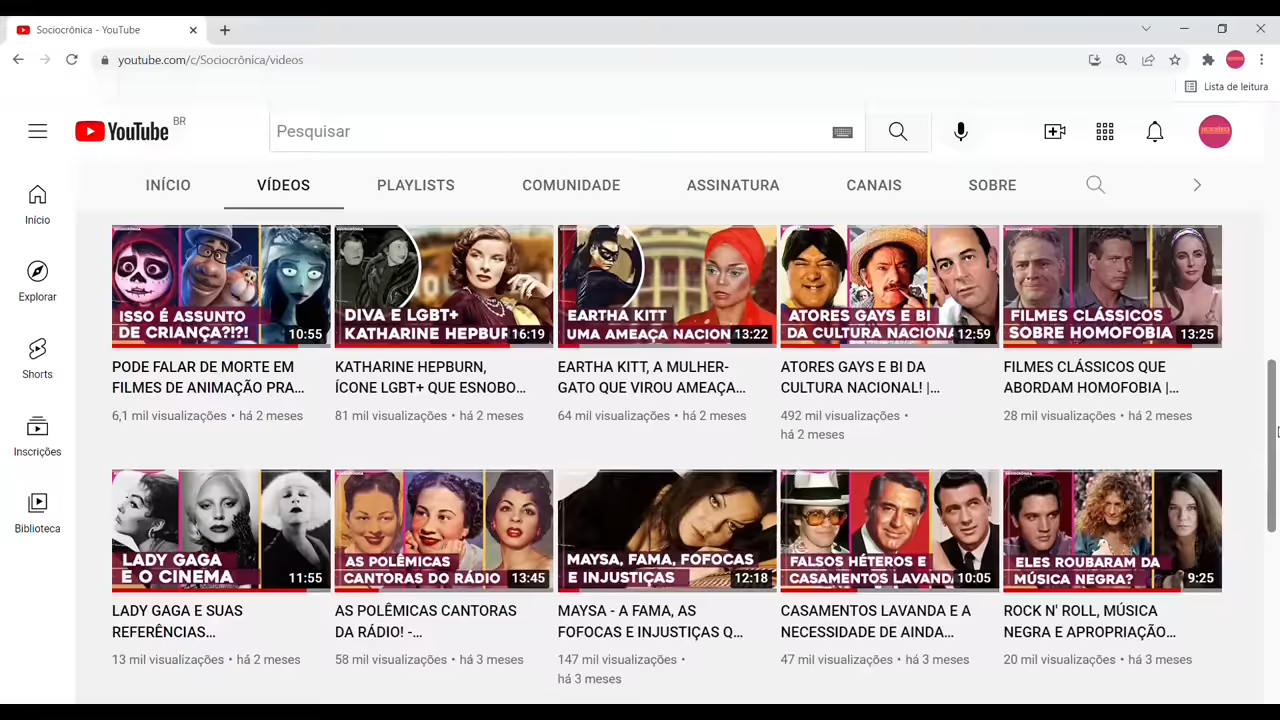 Sociocrônica - YouTube
youtube.com/c/Sociocrônica/videos
Lista de leitura
YouTube BR
Pesquisar
INÍCIO VÍDEOS PLAYLISTS COMUNIDADE ASSINATURA CANAIS SOBRE
Início
Explorar
Shorts
Inscrições
Biblioteca
ISSO É ASSUNTO
DE CRIANÇA?!?!
10:55
PODE FALAR DE MORTE EM
FILMES DE ANIMAÇÃO PRA...
6,1 mil visualizações • há 2 meses
DIVA E LGBT+
KATHARINE HEPBUR
16:19
KATHARINE HEPBURN,
ÍCONE LGBT+ QUE ESNOBO...
81 mil visualizações • há 2 meses
EARTHA KITT
UMA AMEAÇA NACION
13:22
EARTHA KITT, A MULHER-
GATO QUE VIROU AMEAÇA...
64 mil visualizações • há 2 meses
ATORES GAYS E BI
DA CULTURA NACIONA
12:59
ATORES GAYS E BI DA
CULTURA NACIONAL! |...
492 mil visualizações •
há 2 meses
FILMES CLÁSSICOS
SOBRE HOMOFOBIA
13:25
FILMES CLÁSSICOS QUE
ABORDAM HOMOFOBIA |...
28 mil visualizações • há 2 meses
LADY GAGA
E O CINEMA
11:55
LADY GAGA E SUAS
REFERÊNCIAS...
13 mil visualizações • há 2 meses
AS POLÊMICAS
CANTORAS DO RÁDIO
13:45
AS POLÊMICAS CANTORAS
DA RÁDIO! -...
58 mil visualizações • há 3 meses
MAYSA, FAMA, FOFOCAS
E INJUSTIÇAS
12:18
MAYSA - A FAMA, AS
FOFOCAS E INJUSTIÇAS Q...
147 mil visualizações •
há 3 meses
FALSOS HÉTEROS E
CASAMENTOS LAVAND
10:05
CASAMENTOS LAVANDA E A
NECESSIDADE DE AINDA...
47 mil visualizações • há 3 meses
ELES ROUBARAM DA
MÚSICA NEGRA?
9:25
ROCK N' ROLL, MÚSICA
NEGRA E APROPRIAÇÃO...
20 mil visualizações • há 3 meses